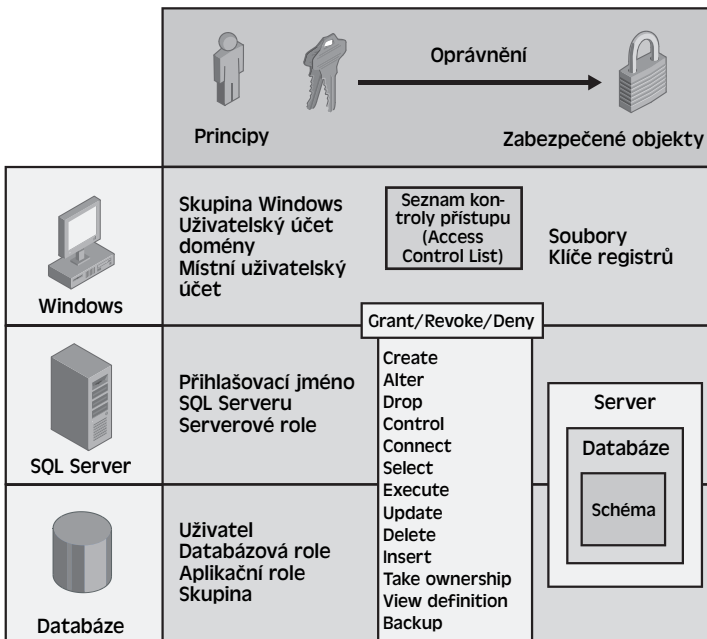 Oprávnění
Principy
Zabezpečené objekty
Windows
Skupina Windows
Uživatelský účet
domény
Místní uživatelský
účet
Seznam kon-
troly přístupu
(Access
Control List)
Soubory
Klíče registrů
Grant/Revoke/Deny
SQL Server
Přihlašovací jméno
SQL Serveru
Serverové role
Create
Alter
Drop
Control
Connect
Select
Execute
Update
Delete
Insert
Take ownership
View definition
Backup
Server
Databáze
Schéma
Databáze
Uživatel
Databázová role
Aplikační role
Skupina